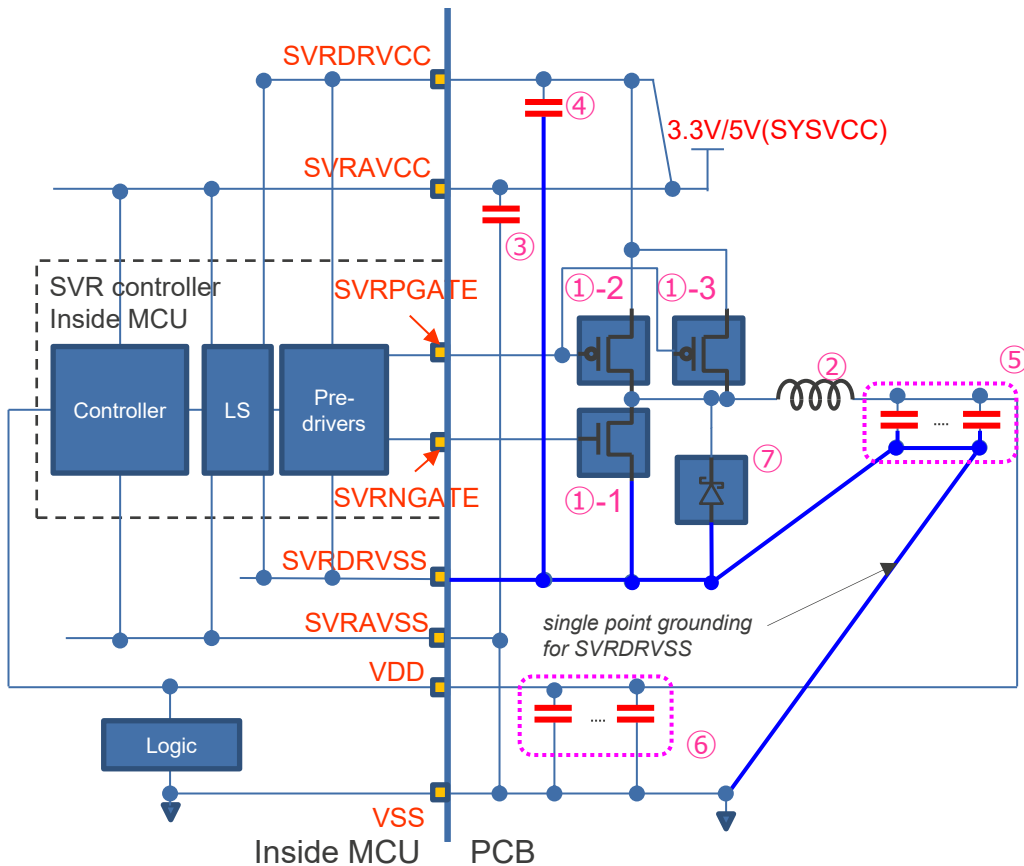 SVRDRVCC
④
3.3V/5V(SYSVCC)
SVRAVCC
③
SVR controller
Inside MCU
SVRPGATE
①-2
①-3
②
⑤
Controller
LS
Pre-
drivers
⑦
SVRNGATE
①-1
....
SVRDRVSS
single point grounding
for SVRDRVSS
SVRAVSS
VDD
....
⑥
Logic
VSS
Inside MCU
PCB